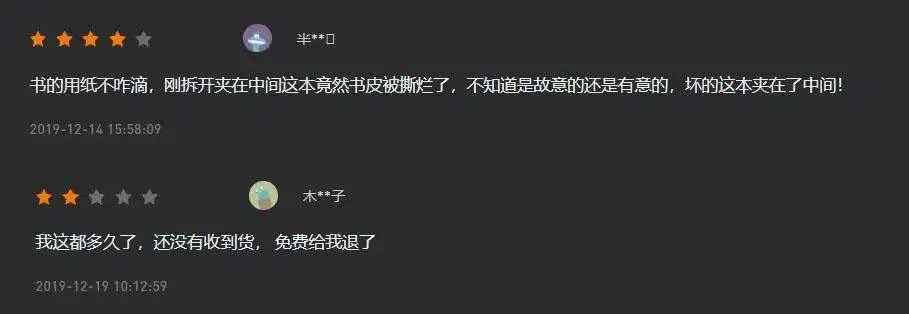 半**
书的用纸不咋滴，刚拆开夹在中间这本竟然书皮被撕烂了，不知道是故意的还是有意的，坏的这本夹在了中间！
2019-12-14 15:58:09
木**子
我这都多久了，还没有收到货， 免费给我退了
2019-12-19 10:12:59